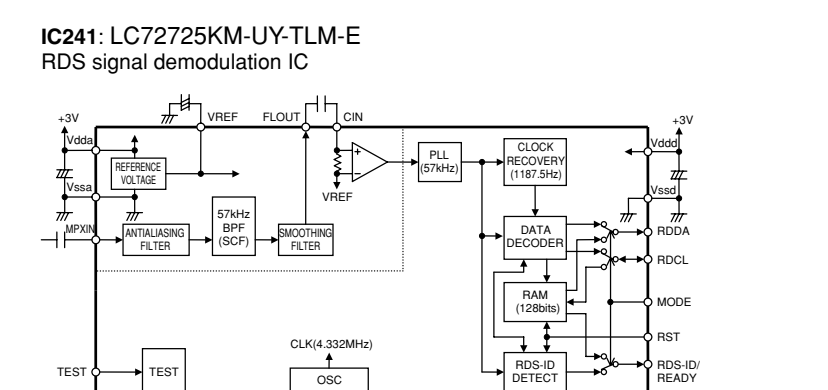 IC241: LC72725KM-UY-TLM-E
RDS signal demodulation IC
+3V
VREF
FLOUT
CIN
+3V
Vdda
REFERENCE
VOLTAGE
Vssa
+
−
VREF
PLL
(57kHz)
CLOCK
RECOVERY
(1187.5Hz)
Vddd
Vssd
MPXIN
ANTIALIASING
FILTER
57kHz
BPF
(SCF)
SMOOTHING
FILTER
DATA
DECODER
RDDA
RDCL
RAM
(128bits)
MODE
RST
CLK(4.332MHz)
TEST
TEST
OSC
RDS-ID
DETECT
RDS-ID/
READY